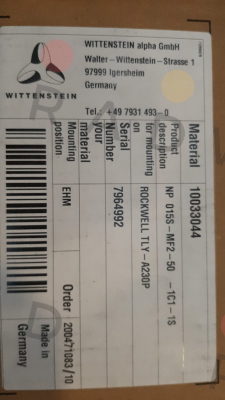 WITTENSTEIN alpha GmbH
Walter-Wittenstein-Strasse 1
97999 Igersheim
Germany
Tel. +49 7931 493-0
WITTENSTEIN
Material 10033044
Product description NP 015S-MF2-50 -1C1-1S
for mounting on ROCKWELL TLY-A230P
Serial Number 7964992
your material
Mounting position EHM
Order 200471083/10
Made in
Germany